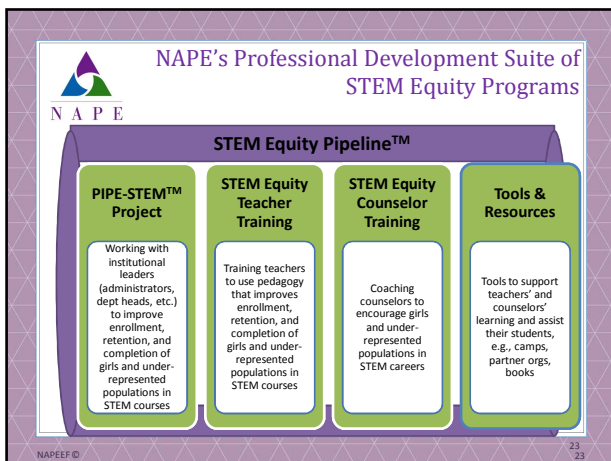 NAPE's Professional Development Suite of
STEM Equity Programs
N A P E
STEM Equity Pipeline™
PIPE-STEM™
Project
Working with
institutional
leaders
(administrators,
dept heads, etc.)
to improve
enrollment,
retention, and
completion of
girls and under-
represented
populations in
STEM courses
STEM Equity
Teacher
Training
Training teachers
to use pedagogy
that improves
enrollment,
retention, and
completion of
girls and under-
represented
populations in
STEM courses
STEM Equity
Counselor
Training
Coaching
counselors to
encourage girls
and under-
represented
populations in
STEM careers
Tools &
Resources
Tools to support
teachers' and
counselors'
learning and assist
their students,
e.g., camps,
partner orgs,
books
NAPEEF ©
23
23